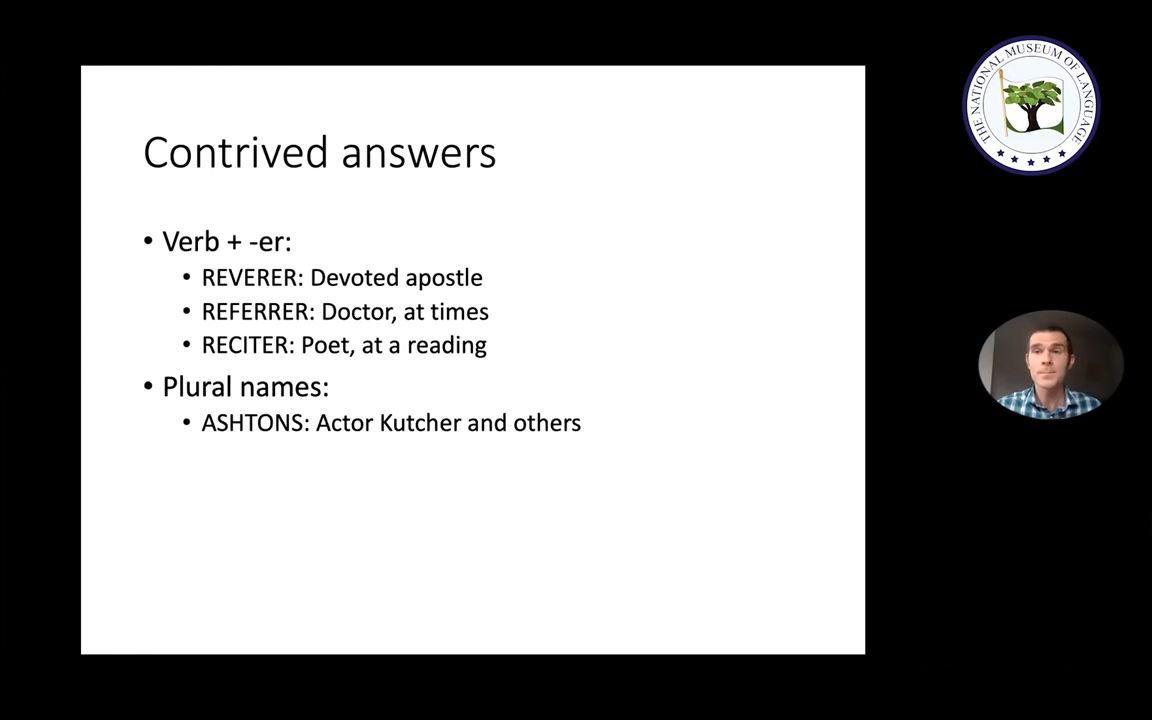 Contrived answers
• Verb + -er:
• REVERER: Devoted apostle
• REFERRER: Doctor, at times
• RECITER: Poet, at a reading
• Plural names:
• ASHTONS: Actor Kutcher and others
THE NATIONAL MUSEUM OF LANGUAGE